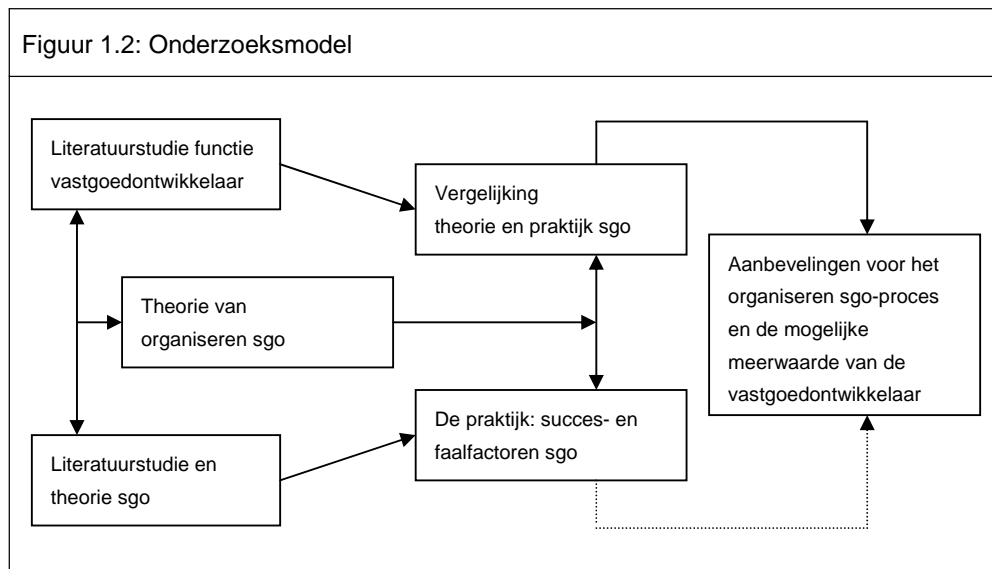 Figuur 1.2: Onderzoeksmodel
Literatuurstudie functie
vastgoedontwikkelaar
Vergelijking
theorie en praktijk sgo
Theorie van
organiseren sgo
Aanbevelingen voor het
organiseren sgo-proces
en de mogelijke
meerwaarde van de
vastgoedontwikkelaar
De praktijk: succes- en
faalfactoren sgo
Literatuurstudie en
theorie sgo